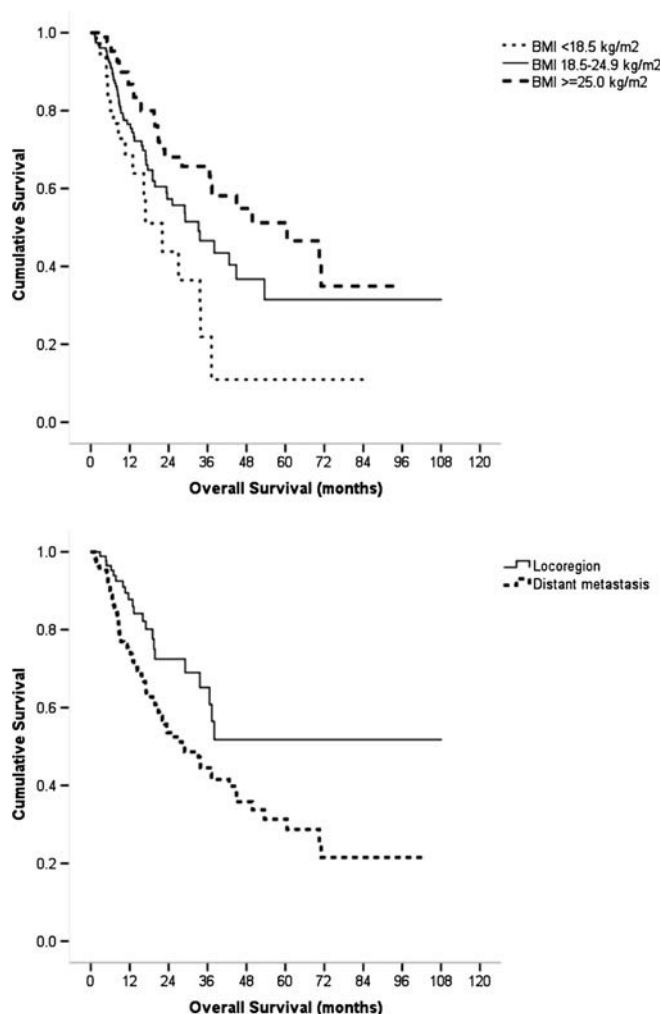 1.0
0.8
0.6
0.4
0.2
0.0
Cumulative Survival
0 12 24 36 48 60 72 84 96 108 120
Overall Survival (months)
BMI <18.5 kg/m2
BMI 18.5-24.9 kg/m2
BMI >=25.0 kg/m2
1.0
0.8
0.6
0.4
0.2
0.0
Cumulative Survival
0 12 24 36 48 60 72 84 96 108 120
Overall Survival (months)
Locoregion
Distant metastasis